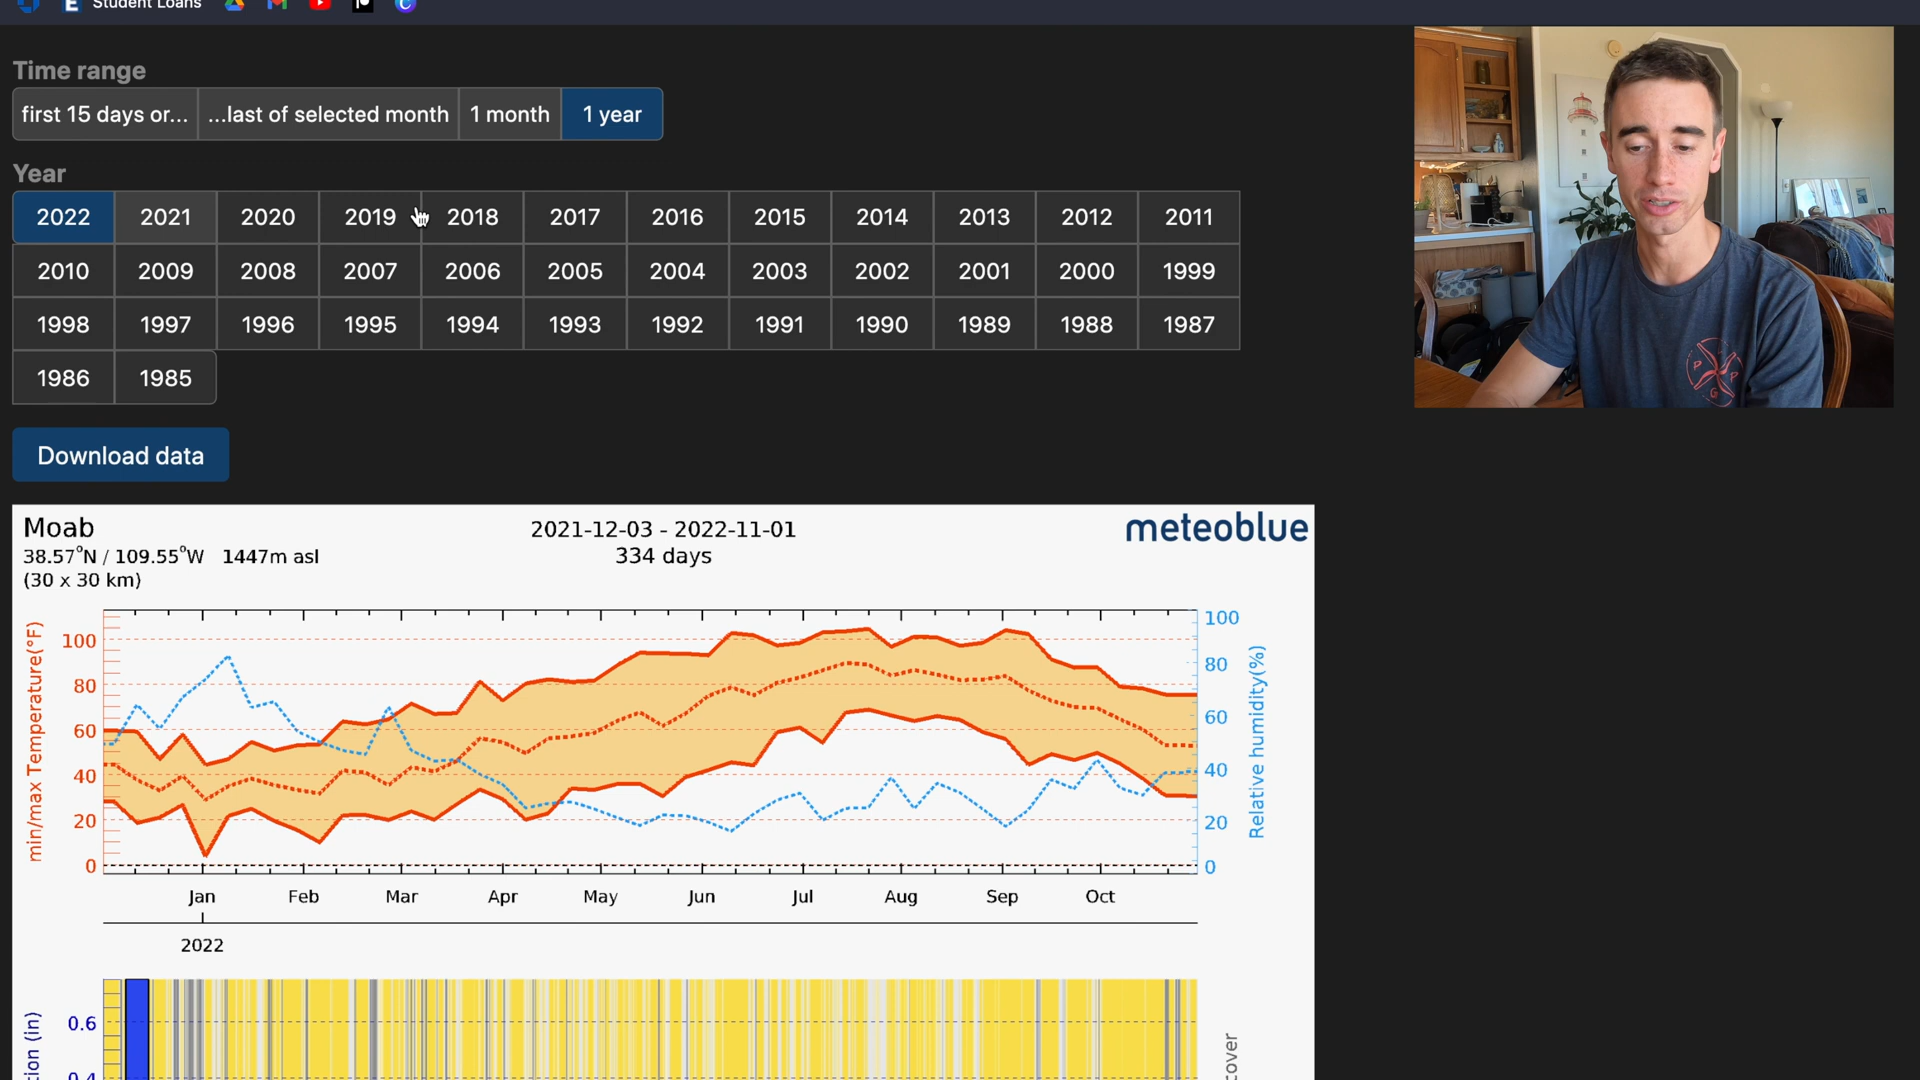 Student Loans
Time range
first 15 days or... ...last of selected month 1 month 1 year
Year
2022 2021 2020 2019 2018 2017 2016 2015 2014 2013 2012 2011
2010 2009 2008 2007 2006 2005 2004 2003 2002 2001 2000 1999
1998 1997 1996 1995 1994 1993 1992 1991 1990 1989 1988 1987
1986 1985
Download data
Moab
38.57°N / 109.55°W 1447m asl
(30 x 30 km)
2021-12-03 - 2022-11-01
334 days
meteoblue
min/max Temperature(°F)
100
80
60
40
20
0
100
80
60
40
20
0
Relative humidity(%)
Jan Feb Mar Apr May Jun Jul Aug Sep Oct
2022
tion (in)
0.6
0.4
cover
P P
G